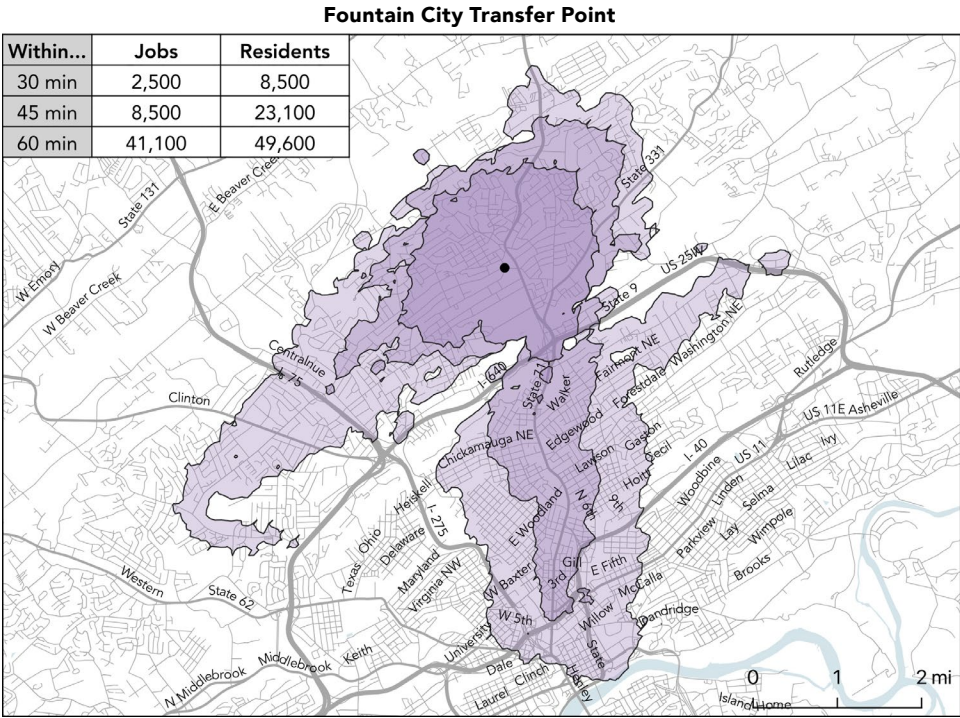 Fountain City Transfer Point
Within... Jobs Residents
30 min 2,500 8,500
45 min 8,500 23,100
60 min 41,100 49,600
E Beaver Creek
State 131
State 331
W Emory
W Beaver Creek
US 25W
State 9
Centralnue
I- 75
I-640
State 71
Walker
Fairmont NE
Washington NE
Forestdale
Rutledge
Clinton
Chickamauga NE
Edgewood
Lawson
Gaston
Cecil
US 11E Asheville
Heiskell
I-275
E Woodland
N 6th
9th
I- 40
Woodbine
US 11
Linden
Lilac
Ivy
Selma
Wimpole
Parkview
Lay
Brooks
Texas
Ohio
Delaware
Maryland
Virginia NW
Western
State 62
W Baxter
Gill
3rd
E Fifth
McCalla
W 5th
Willow
Dandridge
University
State
N Middlebrook
Middlebrook
Keith
Dale
Clinch
Laurel
Henley
Island Home
0 1 2 mi